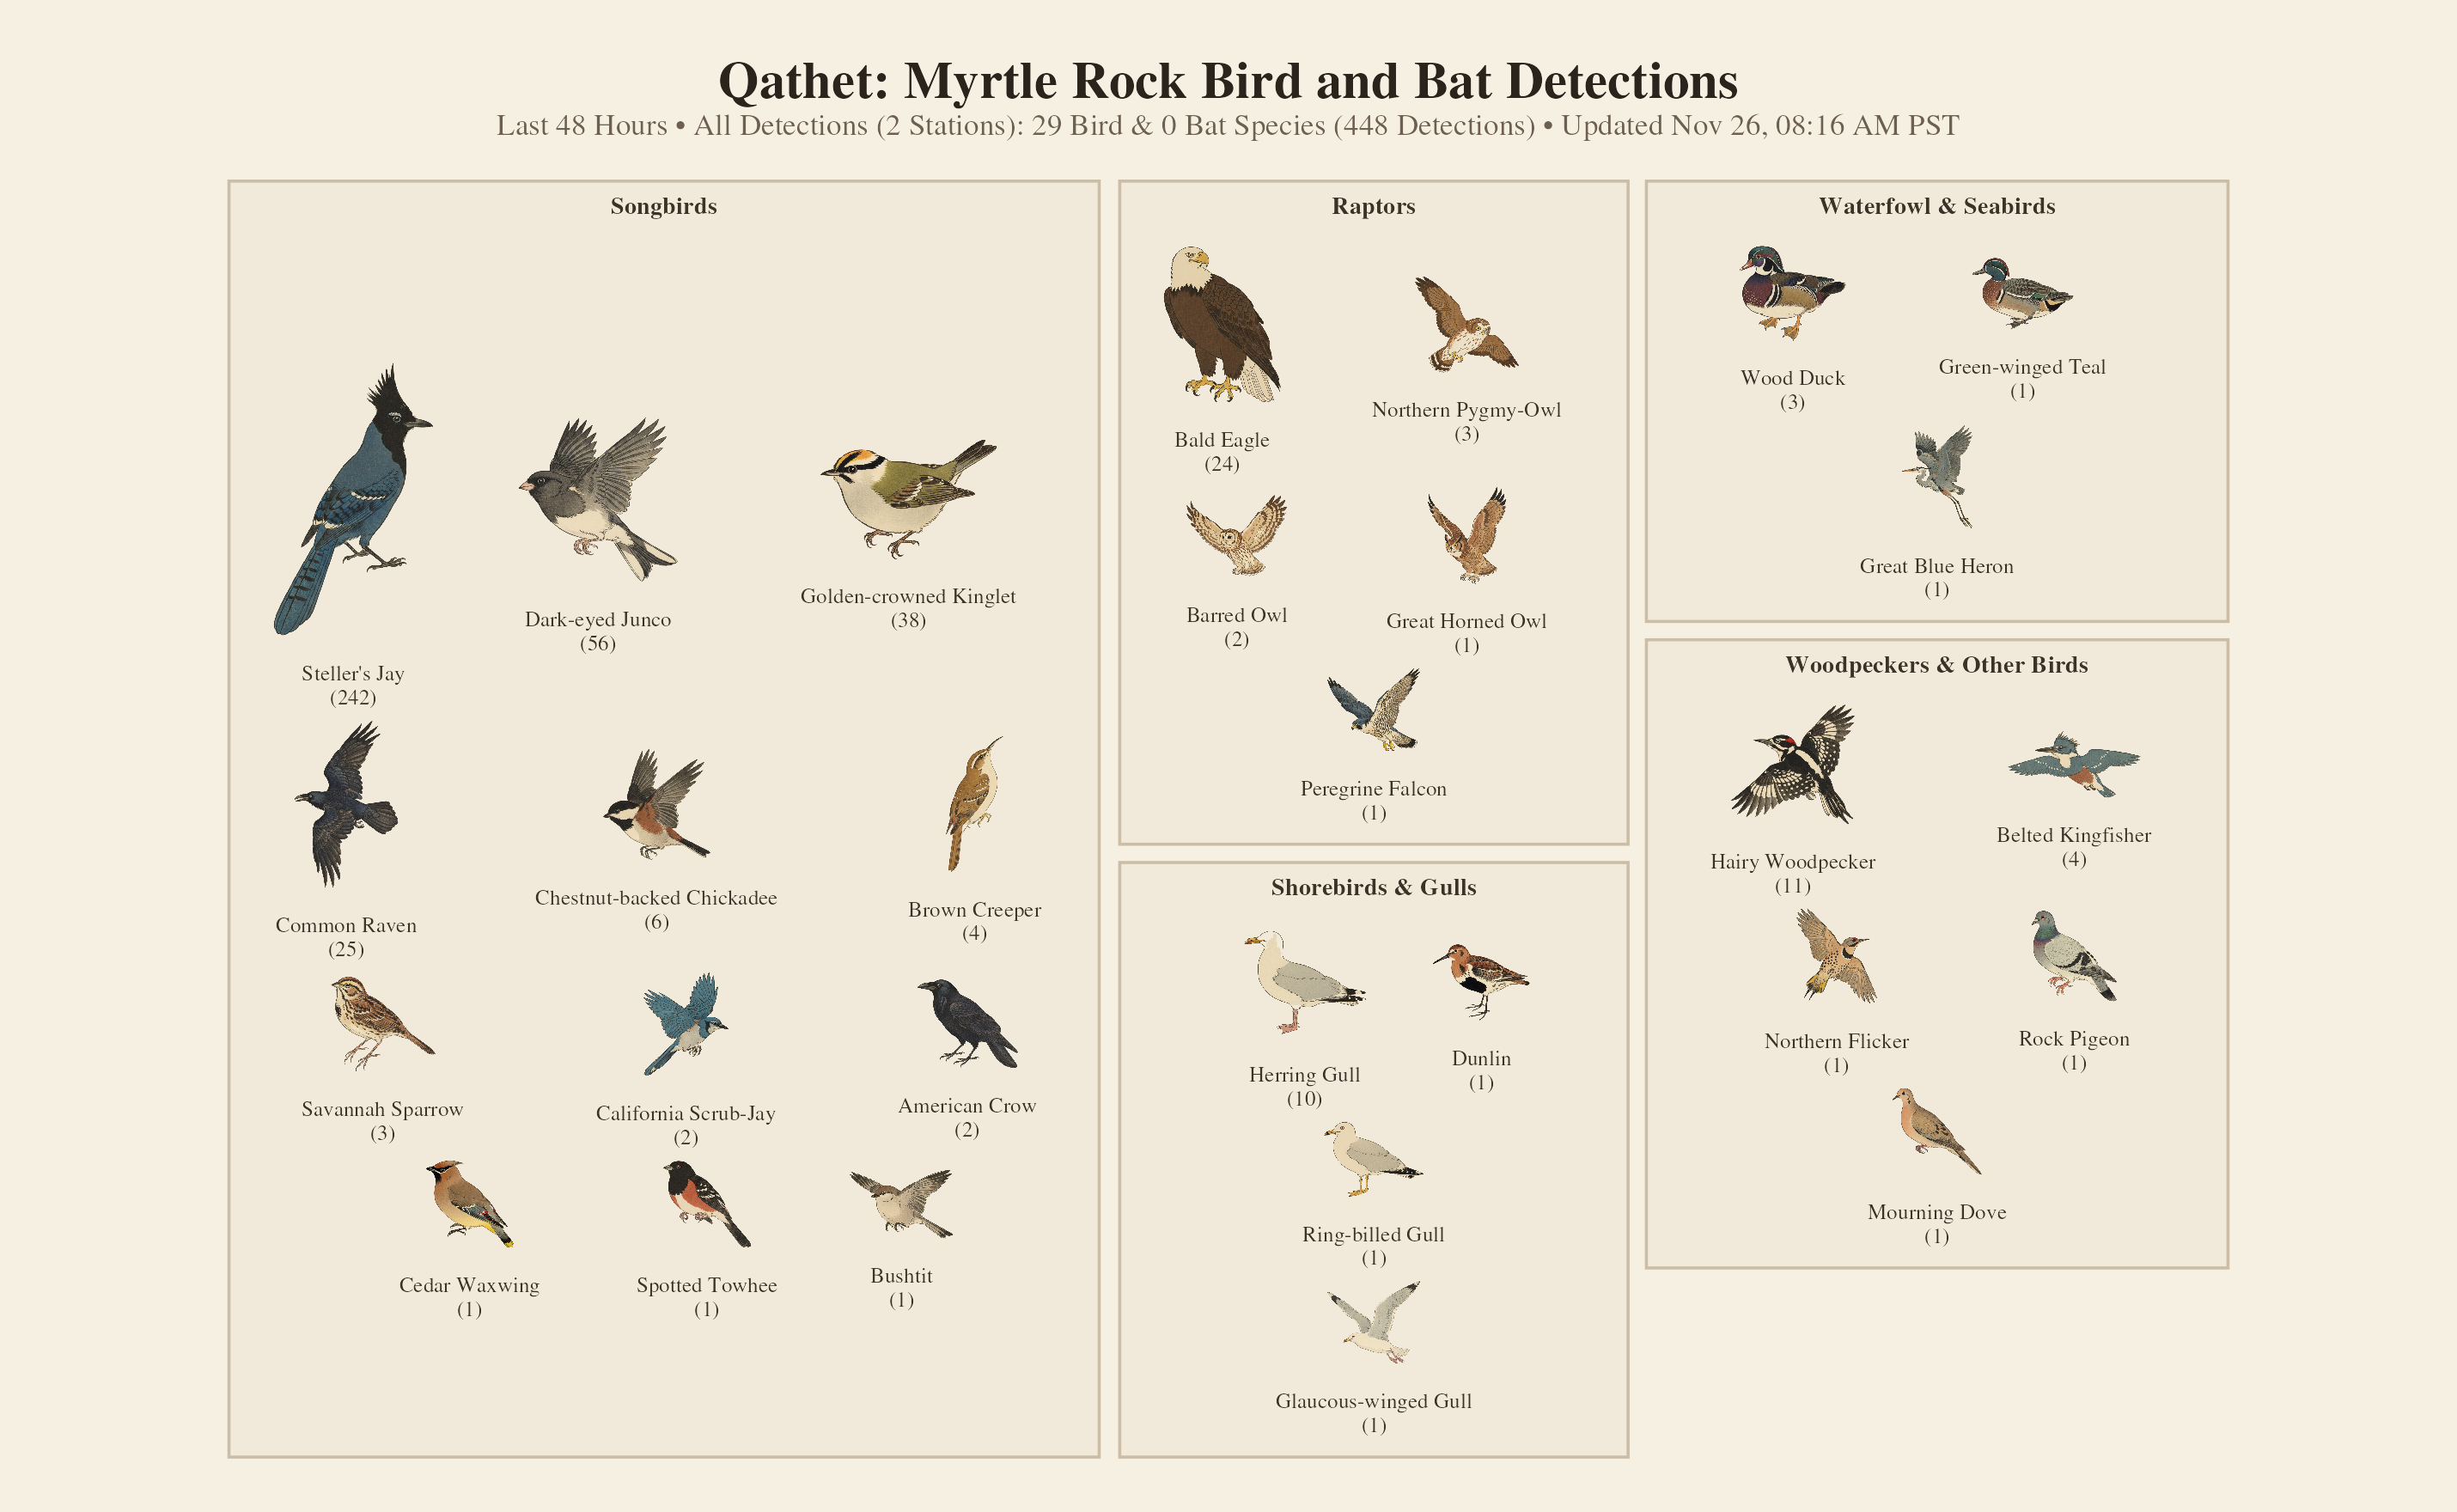 Qathet: Myrtle Rock Bird and Bat Detections
Last 48 Hours • All Detections (2 Stations): 29 Bird & 0 Bat Species (448 Detections) • Updated Nov 26, 08:16 AM PST
Songbirds
Steller's Jay
(242)
Dark-eyed Junco
(56)
Golden-crowned Kinglet
(38)
Common Raven
(25)
Chestnut-backed Chickadee
(6)
Brown Creeper
(4)
Savannah Sparrow
(3)
California Scrub-Jay
(2)
American Crow
(2)
Cedar Waxwing
(1)
Spotted Towhee
(1)
Bushtit
(1)
Raptors
Bald Eagle
(24)
Northern Pygmy-Owl
(3)
Barred Owl
(2)
Great Horned Owl
(1)
Peregrine Falcon
(1)
Shorebirds & Gulls
Herring Gull
(10)
Dunlin
(1)
Ring-billed Gull
(1)
Glaucous-winged Gull
(1)
Waterfowl & Seabirds
Wood Duck
(3)
Green-winged Teal
(1)
Great Blue Heron
(1)
Woodpeckers & Other Birds
Hairy Woodpecker
(11)
Belted Kingfisher
(4)
Northern Flicker
(1)
Rock Pigeon
(1)
Mourning Dove
(1)